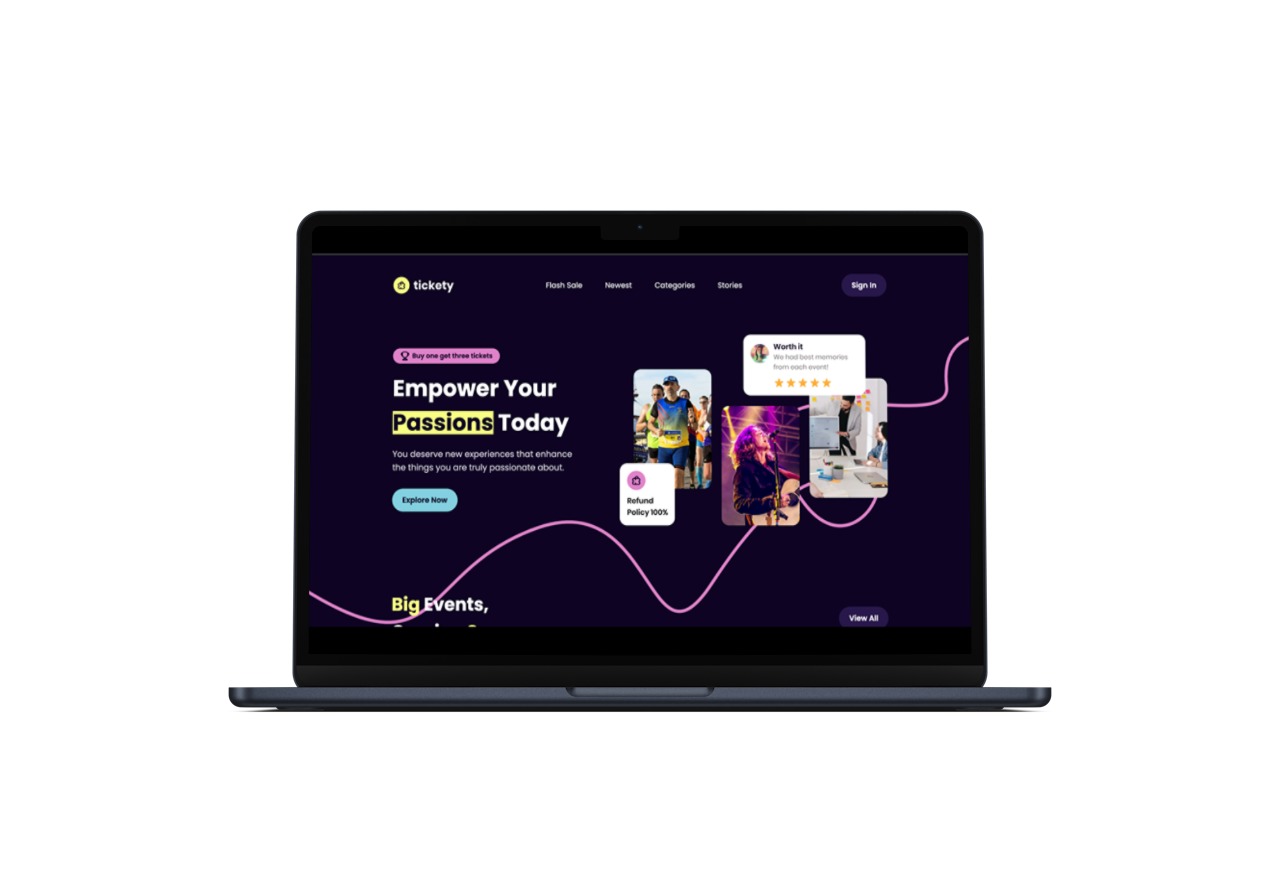 tickety
Flash Sale
Newest
Categories
Stories
Sign In
Buy one get three tickets
Empower Your
Passions Today
You deserve new experiences that enhance
the things you are truly passionate about.
Explore Now
Worth it
We had best memories
from each event!
Refund
Policy 100%
Big Events,
View All